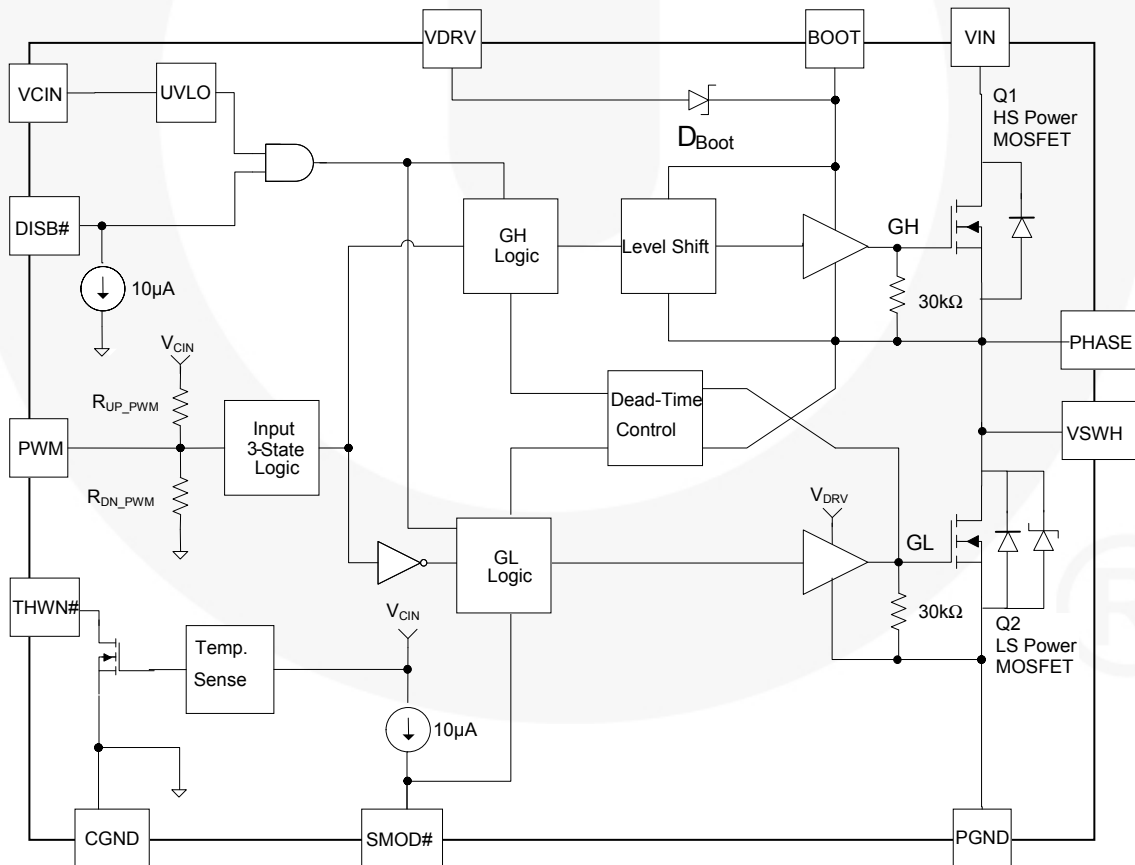 VDRV
BOOT
VIN
VCIN
UVLO
Q1
HS Power
MOSFET
DBoot
DISB#
GH
Logic
Level Shift
GH
10µA
30kΩ
VCIN
PHASE
RUP_PWM
Dead-Time
Control
PWM
Input
3-State
Logic
VSWH
RDN_PWM
VDRV
GL
Logic
GL
THWN#
VCIN
30kΩ
Temp.
Sense
Q2
LS Power
MOSFET
10µA
CGND
SMOD#
PGND
®